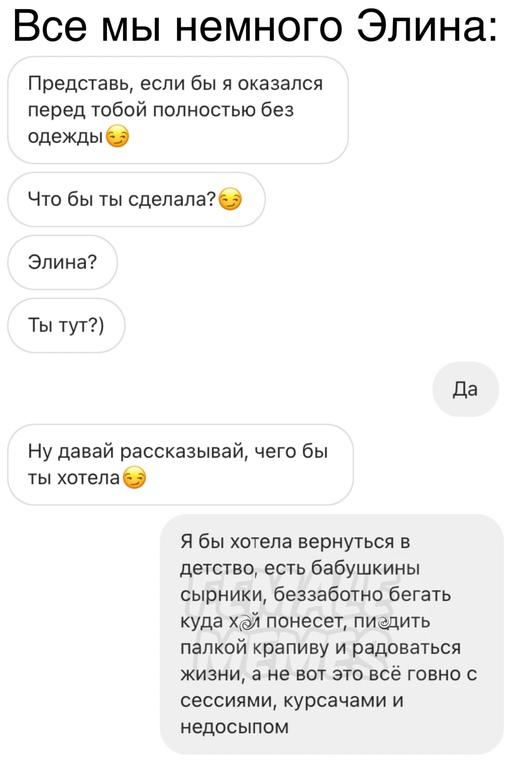 Все мы немного Элина:
Представь, если бы я оказался
перед тобой полностью без
одежды😏
Что бы ты сделала?😏
Элина?
Ты тут?)
Да
Ну давай рассказывай, чего бы
ты хотела😏
Я бы хотела вернуться в
детство, есть бабушкины
сырники, беззаботно бегать
куда х🌀й понесет, пи🌀дить
палкой крапиву и радоваться
жизни, а не вот это всё говно с
сессиями, курсачами и
недосыпом
FEMALE
MEMES